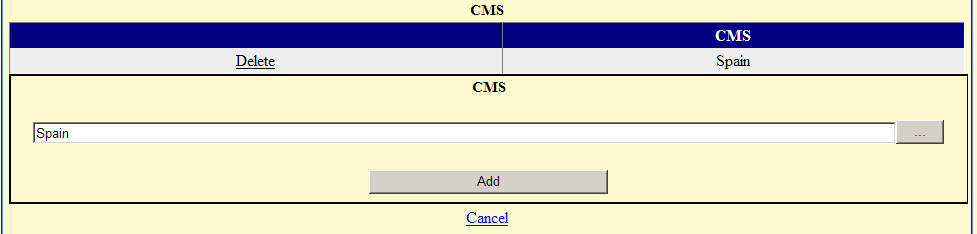 CMS
CMS
Delete Spain
CMS
Spain ...
Add
Cancel